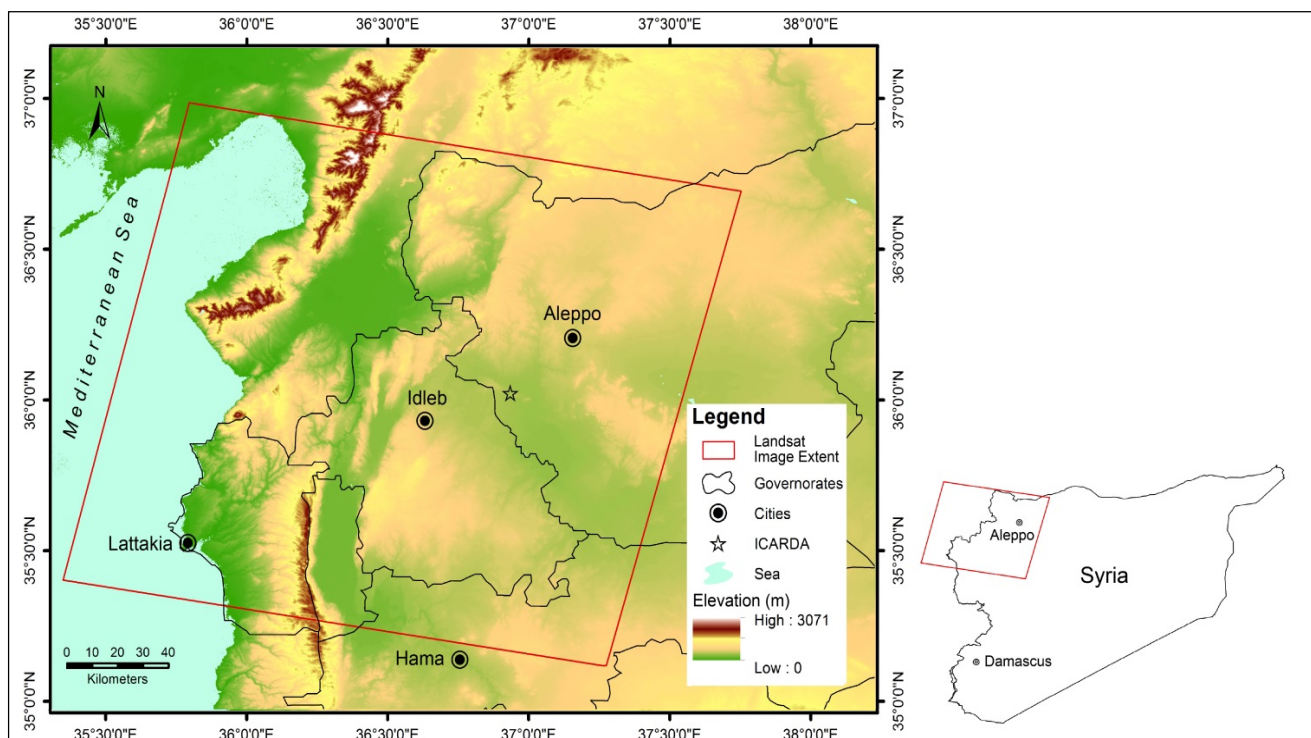 35°30'0"E 36°0'0"E 36°30'0"E 37°0'0"E 37°30'0"E 38°0'0"E
37°0'0"N
36°30'0"N
36°0'0"N
35°30'0"N
35°0'0"N
N
Mediterranean Sea
Aleppo
Idleb
Lattakia
Hama
0 10 20 30 40
Kilometers
Legend
Landsat
Image Extent
Governorates
Cities
ICARDA
Sea
Elevation (m)
High : 3071
Low : 0
37°0'0"N
36°30'0"N
36°0'0"N
35°30'0"N
35°0'0"N
35°30'0"E 36°0'0"E 36°30'0"E 37°0'0"E 37°30'0"E 38°0'0"E
Aleppo
Syria
Damascus